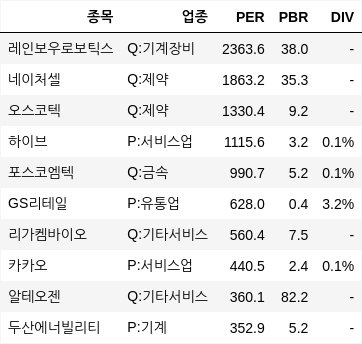 종목 업종 PER PBR DIV
레인보우로보틱스 Q:기계장비 2363.6 38.0 -
네이처셀 Q:제약 1863.2 35.3 -
오스코텍 Q:제약 1330.4 9.2 -
하이브 P:서비스업 1115.6 3.2 0.1%
포스코엠텍 Q:금속 990.7 5.2 0.1%
GS리테일 P:유통업 628.0 0.4 3.2%
리가켐바이오 Q:기타서비스 560.4 7.5 -
카카오 P:서비스업 440.5 2.4 0.1%
알테오젠 Q:기타서비스 360.1 82.2 -
두산에너빌리티 P:기계 352.9 5.2 -